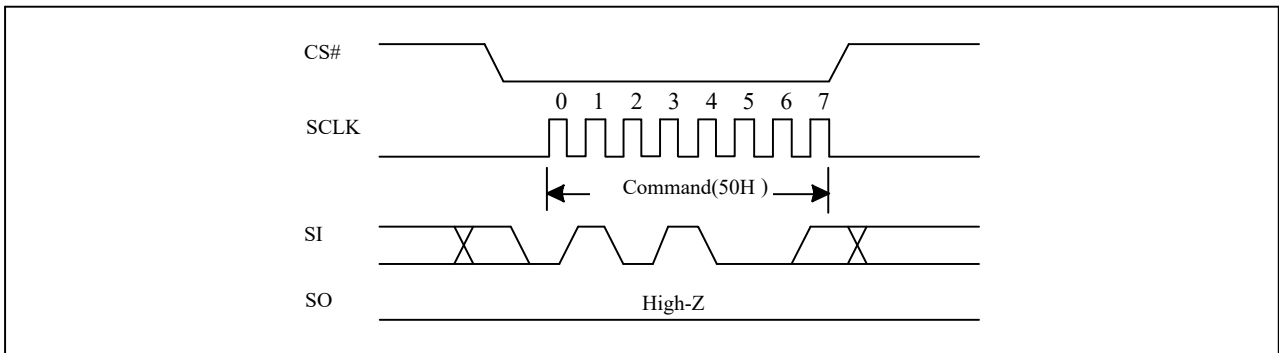 CS#
0 1 2 3 4 5 6 7
SCLK
Command(50H )
SI
SO
High-Z